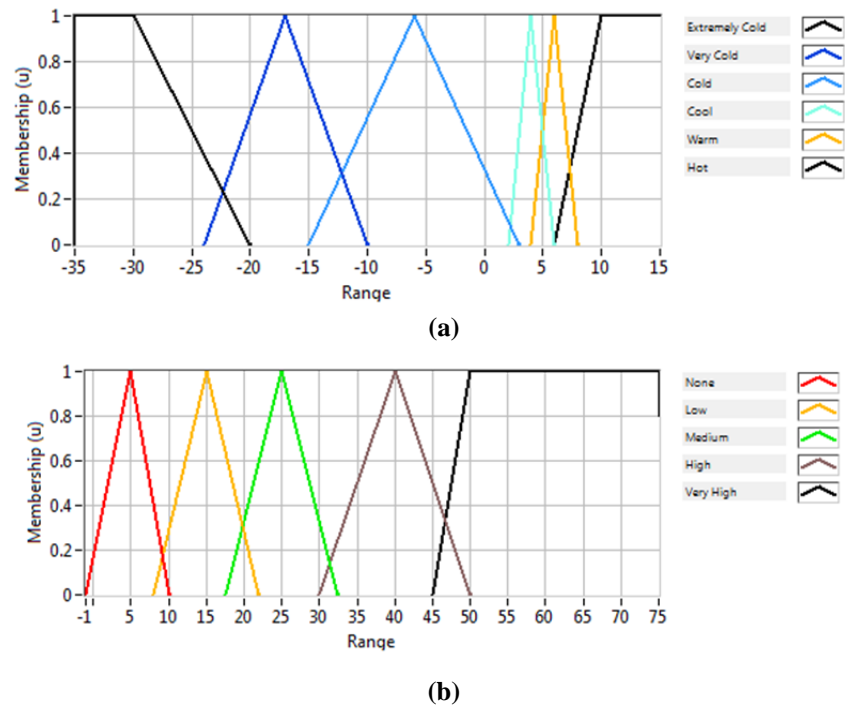 Membership (u)
1
0.8
0.6
0.4
0.2
0
-35 -30 -25 -20 -15 -10 -5 0 5 10 15
Range
Extremely Cold
Very Cold
Cold
Cool
Warm
Hot
(a)
Membership (u)
1
0.8
0.6
0.4
0.2
0
-1 5 10 15 20 25 30 35 40 45 50 55 60 65 70 75
Range
None
Low
Medium
High
Very High
(b)